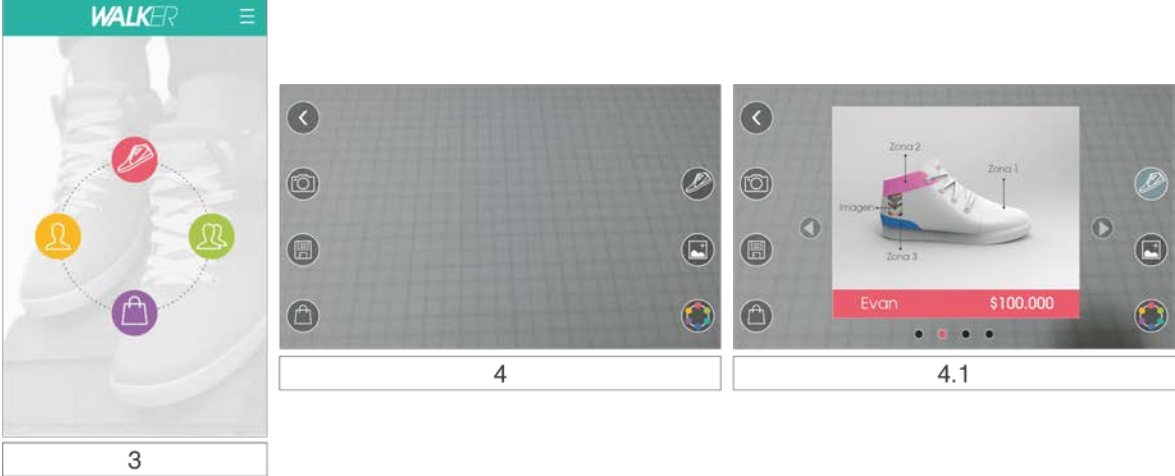 WALKER
3
4
Zona 2
Zona 1
Imagen
Zona 3
Evan $100.000
4.1